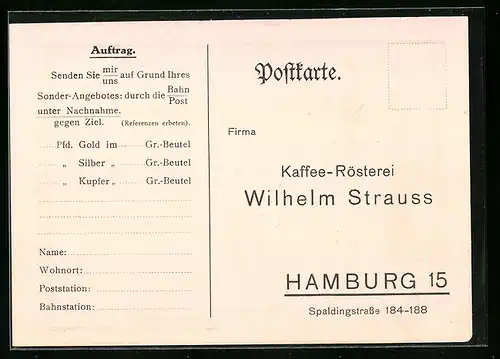 Auftrag.
Senden Sie mir/uns auf Grund Ihres
Sonder-Angebotes: durch die Bahn/Post
unter Nachnahme.
gegen Ziel. (Referenzen erbeten).
Pfd. Gold im Gr.-Beutel
„ Silber „ Gr.-Beutel
„ Kupfer „ Gr.-Beutel
Name:
Wohnort:
Poststation:
Bahnstation:
Postkarte.
Firma
Kaffee-Rösterei
Wilhelm Strauss
HAMBURG 15
Spaldingstraße 184-188